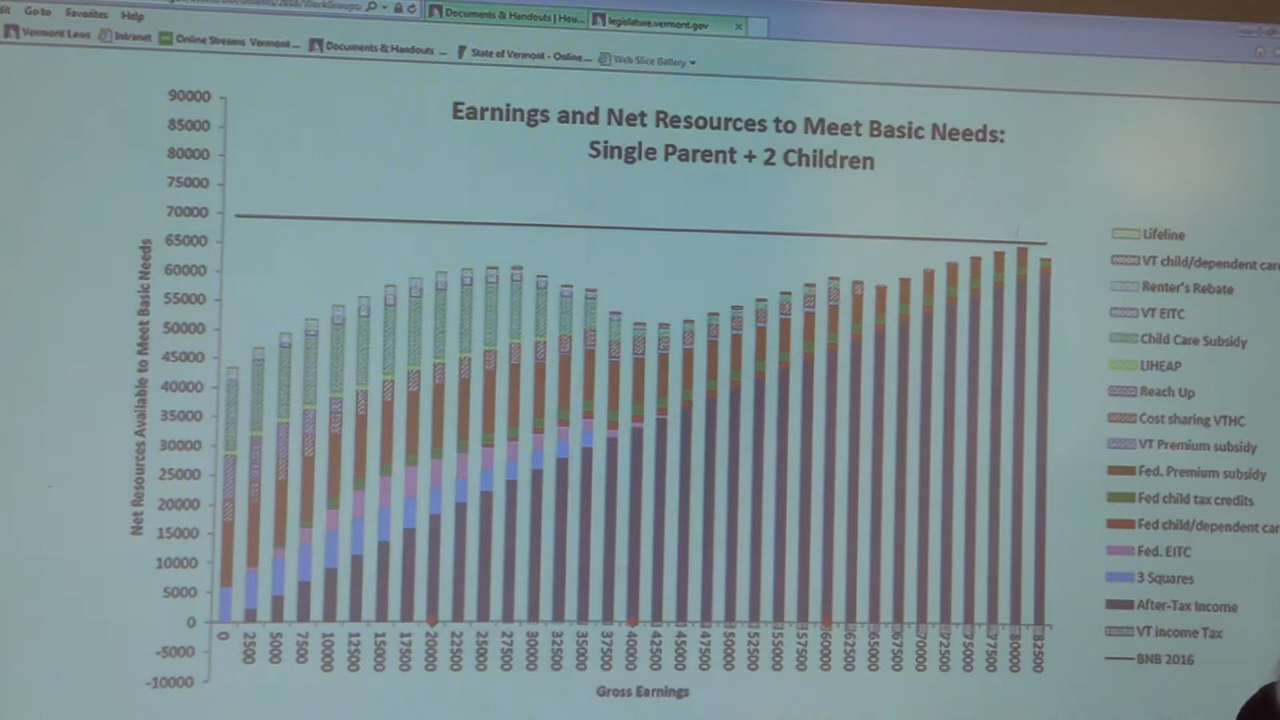 Go to Favorites Help
Documents & Handouts | Hou...
legislature.vermont.gov
Vermont Laws
Intranet
Online Streams Vermont ...
Documents & Handouts ...
State of Vermont - Online...
Web Slice Gallery
Earnings and Net Resources to Meet Basic Needs:
Single Parent + 2 Children
Net Resources Available to Meet Basic Needs
90000
85000
80000
75000
70000
65000
60000
55000
50000
45000
40000
35000
30000
25000
20000
15000
10000
5000
0
-5000
-10000
0
2500
5000
7500
10000
12500
15000
17500
20000
22500
25000
27500
30000
32500
35000
37500
40000
42500
45000
47500
50000
52500
55000
57500
60000
62500
65000
67500
70000
72500
75000
77500
80000
82500
Gross Earnings
Lifeline
VT child/dependent car
Renter's Rebate
VT EITC
Child Care Subsidy
LIHEAP
Reach Up
Cost sharing VTHC
VT Premium subsidy
Fed. Premium subsidy
Fed child tax credits
Fed child/dependent car
Fed. EITC
3 Squares
After-Tax Income
VT income Tax
BNB 2016